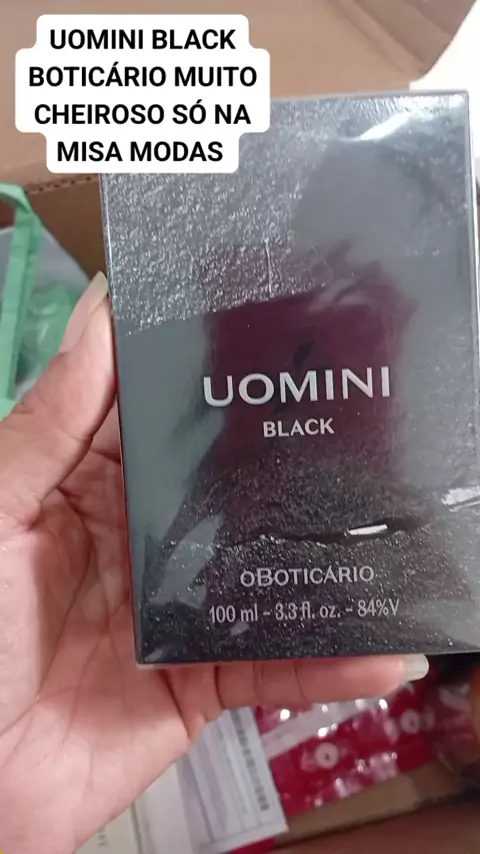 UOMINI BLACK
BOTICÁRIO MUITO
CHEIROSO SÓ NA
MISA MODAS
UOMINI
BLACK
oBOTICÁRIO
100 ml - 3.3 fl. oz. - 84%V